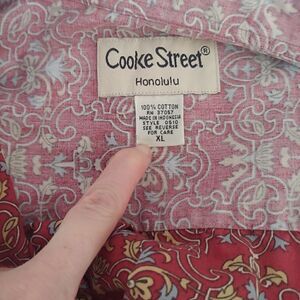 Cooke Street®
Honolulu
100% COTTON
RN 37057
MADE IN INDONESIA
STYLE 0510
SEE REVERSE
FOR CARE
XL